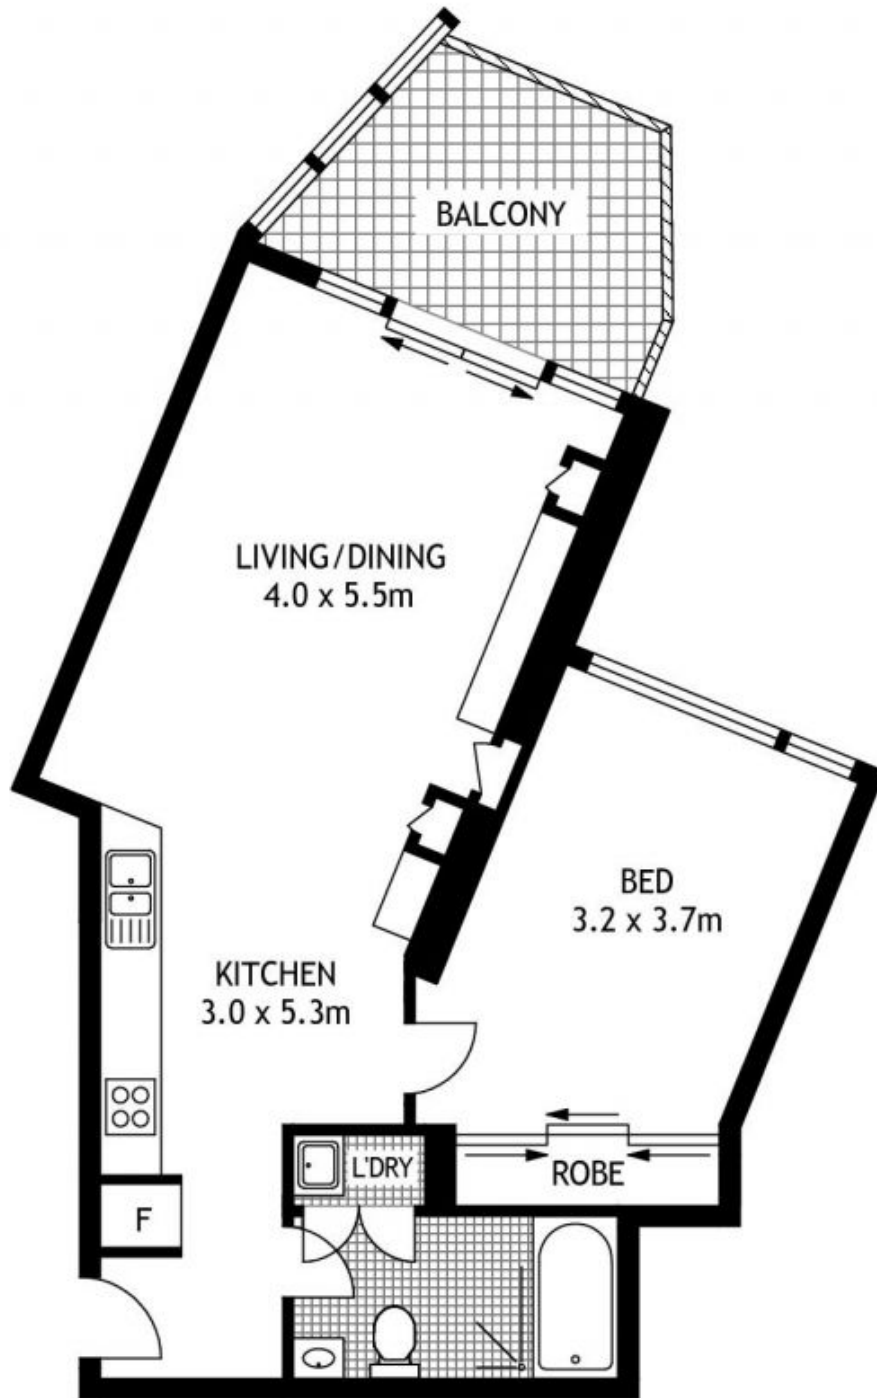 BALCONY
LIVING/DINING
4.0 x 5.5m
BED
3.2 x 3.7m
KITCHEN
3.0 x 5.3m
L'DRY
ROBE
F